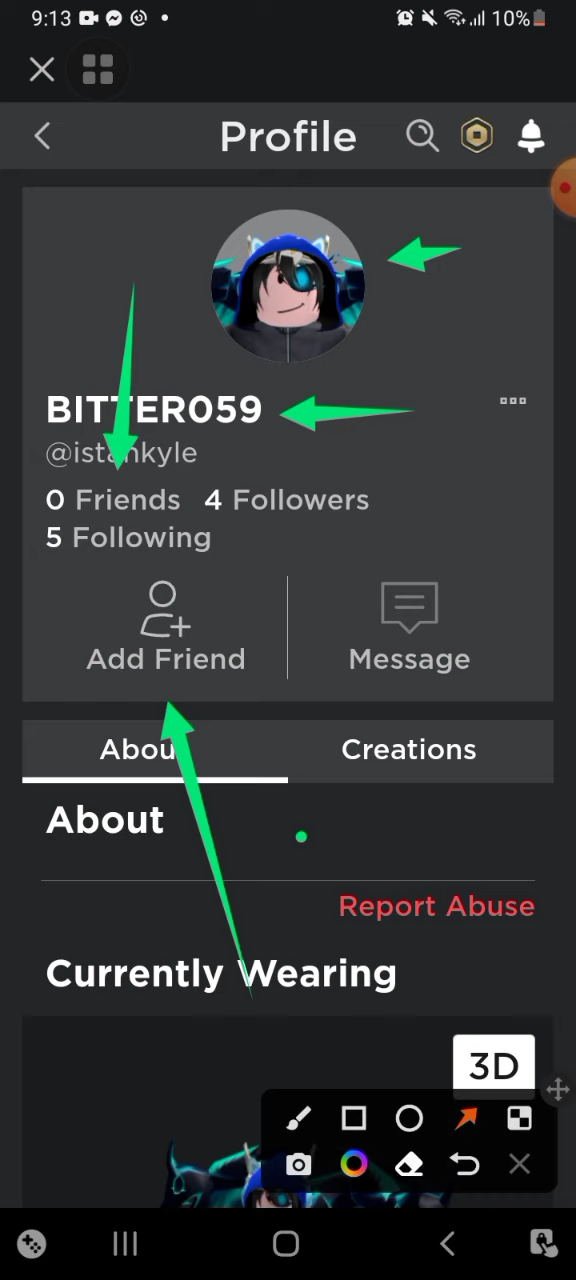 9:13 10%
Profile
BITTER059
@istankyle
0 Friends 4 Followers
5 Following
Add Friend Message
About Creations
About
Report Abuse
Currently Wearing
3D